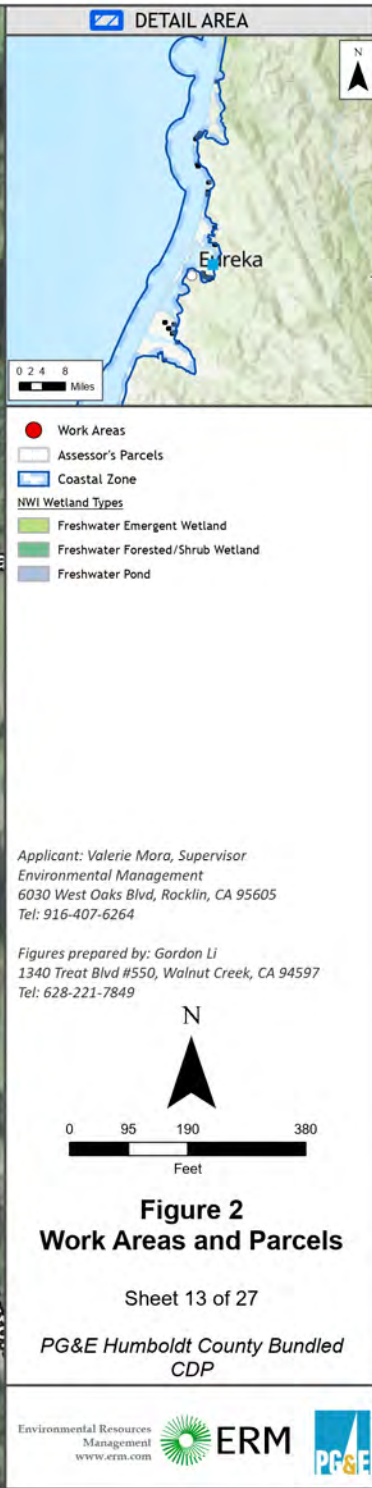 DETAIL AREA
N
Eureka
0 2 4 8
Miles
Work Areas
Assessor's Parcels
Coastal Zone
NWI Wetland Types
Freshwater Emergent Wetland
Freshwater Forested/Shrub Wetland
Freshwater Pond
Applicant: Valerie Mora, Supervisor
Environmental Management
6030 West Oaks Blvd, Rocklin, CA 95605
Tel: 916-407-6264
Figures prepared by: Gordon Li
1340 Treat Blvd #550, Walnut Creek, CA 94597
Tel: 628-221-7849
N
0 95 190 380
Feet
Figure 2
Work Areas and Parcels
Sheet 13 of 27
PG&E Humboldt County Bundled
CDP
Environmental Resources
Management
www.erm.com
ERM
PG&E